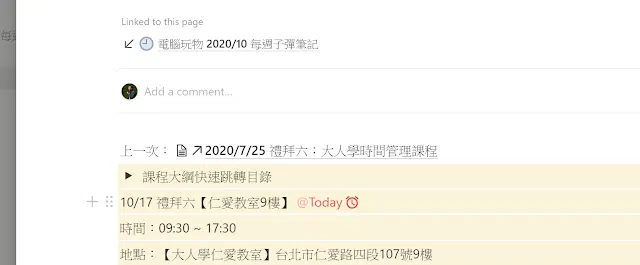 每週
Linked to this page
電腦玩物 2020/10 每週子彈筆記
Add a comment...
上一次： 2020/7/25 禮拜六：大人學時間管理課程
課程大綱快速跳轉目錄
10/17 禮拜六【仁愛教室9樓】 @Today
時間：09:30 ~ 17:30
地點：【大人學仁愛教室】台北市仁愛路四段107號9樓